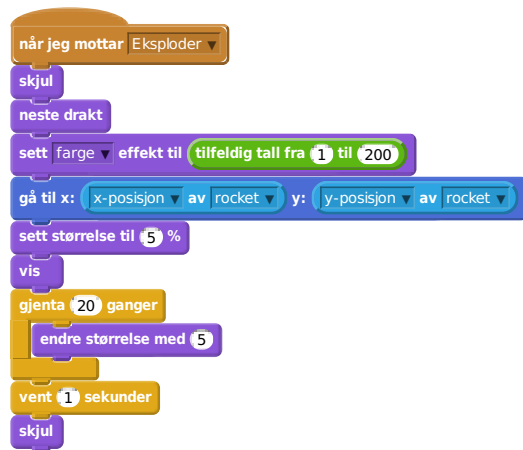 når jeg mottar Eksploder
skjul
neste drakt
sett farge effekt til tilfeldig tall fra 1 til 200
gå til x: x-posisjon av rocket y: y-posisjon av rocket
sett størrelse til 5 %
vis
gjenta 20 ganger
endre størrelse med 5
vent 1 sekunder
skjul